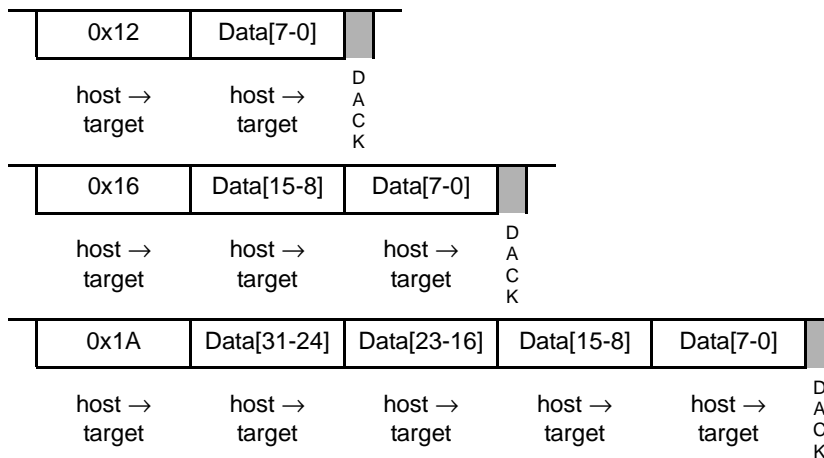 0x12 Data[7-0]
host → host → D
target target A
C
K
0x16 Data[15-8] Data[7-0]
host → host → host → D
target target target A
C
K
0x1A Data[31-24] Data[23-16] Data[15-8] Data[7-0]
host → host → host → host → host → D
target target target target target A
C
K